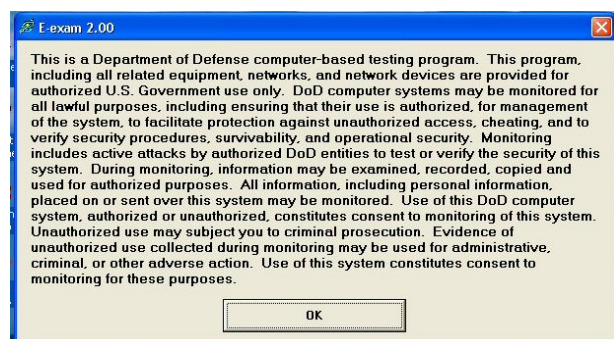 E-exam 2.00
This is a Department of Defense computer-based testing program. This program,
including all related equipment, networks, and network devices are provided for
authorized U.S. Government use only. DoD computer systems may be monitored for
all lawful purposes, including ensuring that their use is authorized, for management
of the system, to facilitate protection against unauthorized access, cheating, and to
verify security procedures, survivability, and operational security. Monitoring
includes active attacks by authorized DoD entities to test or verify the security of this
system. During monitoring, information may be examined, recorded, copied and
used for authorized purposes. All information, including personal information,
placed on or sent over this system may be monitored. Use of this DoD computer
system, authorized or unauthorized, constitutes consent to monitoring of this system.
Unauthorized use may subject you to criminal prosecution. Evidence of
unauthorized use collected during monitoring may be used for administrative,
criminal, or other adverse action. Use of this system constitutes consent to
monitoring for these purposes.
OK